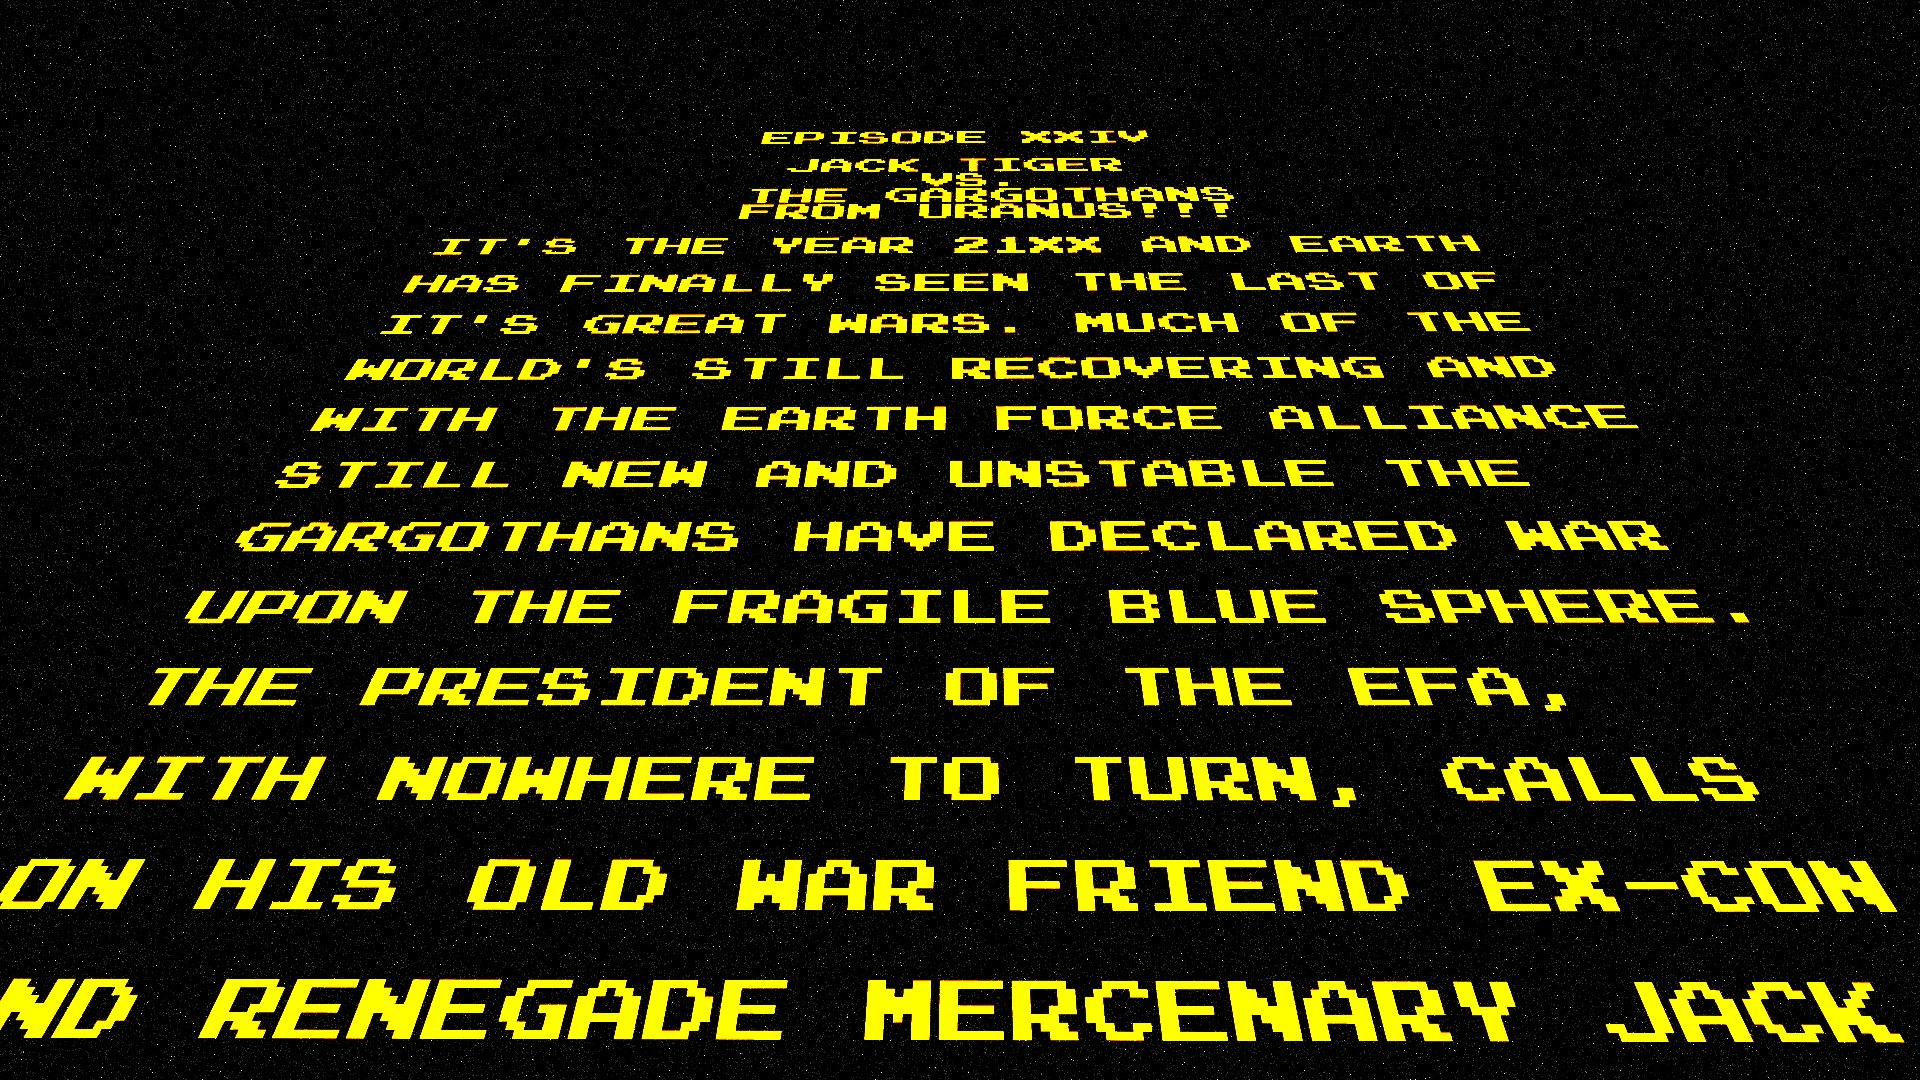 EPISODE XXIV
JACK TIGER
VS.
THE GARGOTHANS
FROM URANUS!!!
IT'S THE YEAR 21XX AND EARTH
HAS FINALLY SEEN THE LAST OF
IT'S GREAT WARS. MUCH OF THE
WORLD'S STILL RECOVERING AND
WITH THE EARTH FORCE ALLIANCE
STILL NEW AND UNSTABLE THE
GARGOTHANS HAVE DECLARED WAR
UPON THE FRAGILE BLUE SPHERE.
THE PRESIDENT OF THE EFA,
WITH NOWHERE TO TURN, CALLS
ON HIS OLD WAR FRIEND EX-CON
ND RENEGADE MERCENARY JACK